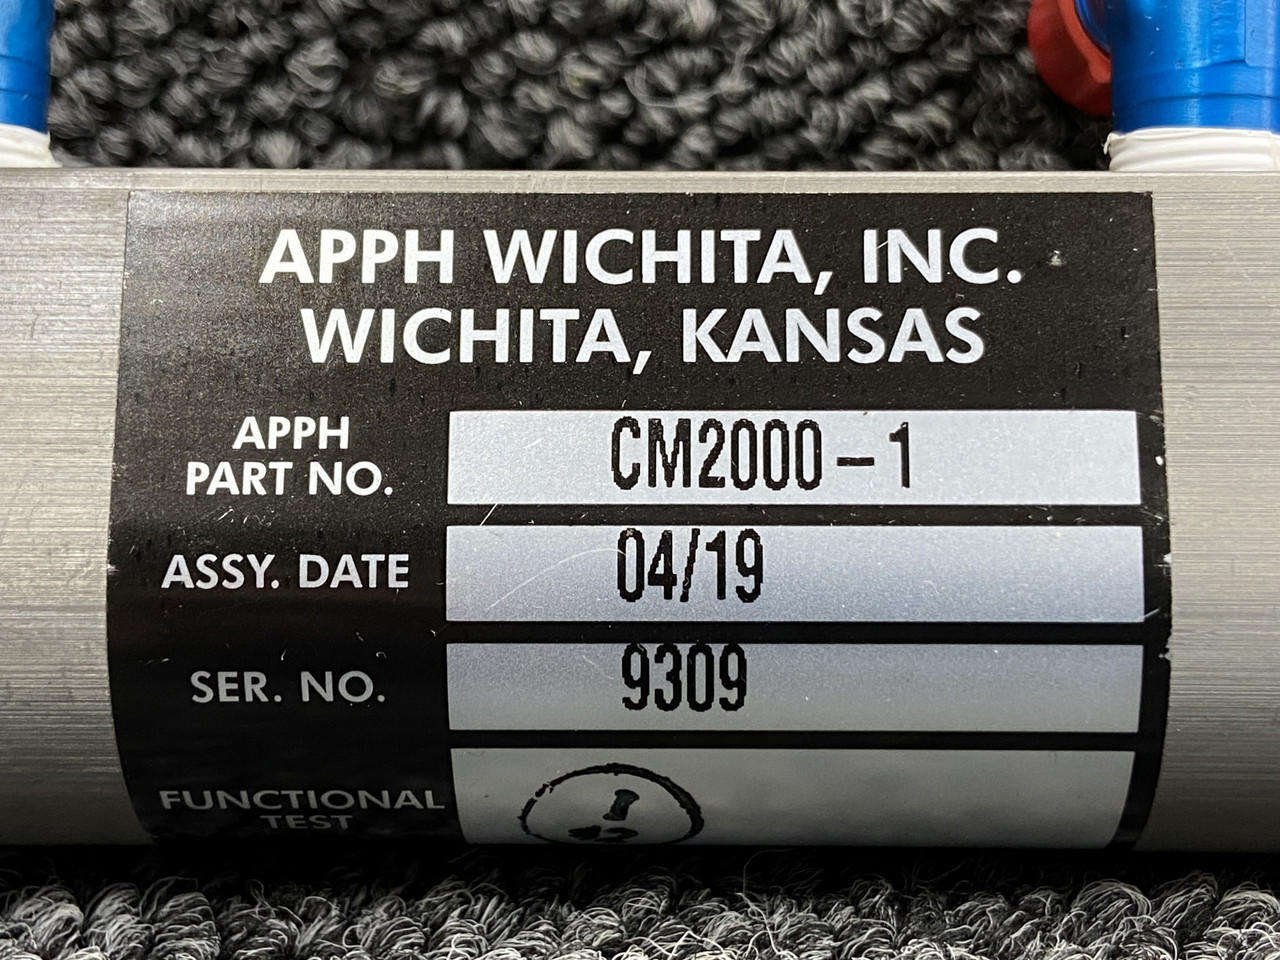 APPH WICHITA, INC.
WICHITA, KANSAS
APPH
PART NO.
CM2000-1
ASSY. DATE
04/19
SER. NO.
9309
FUNCTIONAL
TEST